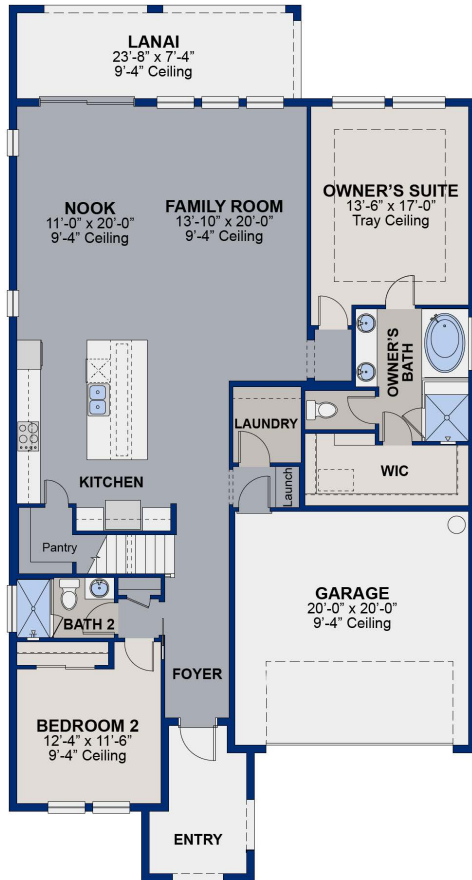 LANAI
23'-8" x 7'-4"
9'-4" Ceiling
NOOK
11'-0" x 20'-0"
9'-4" Ceiling
FAMILY ROOM
13'-10" x 20'-0"
9'-4" Ceiling
OWNER'S SUITE
13'-6" x 17'-0"
Tray Ceiling
OWNER'S
BATH
LAUNDRY
WIC
KITCHEN
Launch
Pantry
GARAGE
20'-0" x 20'-0"
9'-4" Ceiling
BATH 2
FOYER
BEDROOM 2
12'-4" x 11'-6"
9'-4" Ceiling
ENTRY